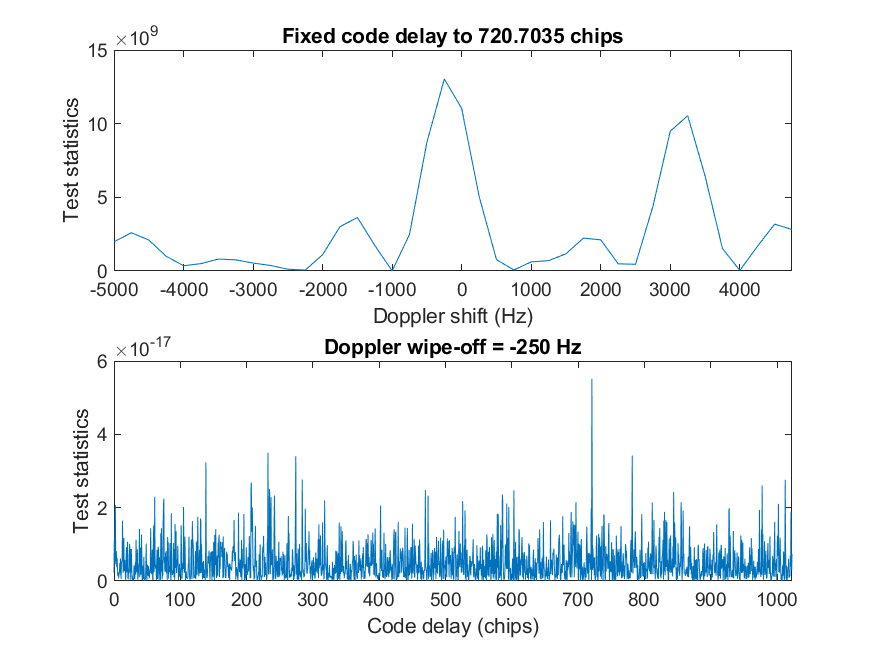 ×10⁹
Fixed code delay to 720.7035 chips
15
10
5
0
Test statistics
-5000 -4000 -3000 -2000 -1000 0 1000 2000 3000 4000
Doppler shift (Hz)
×10⁻¹⁷
Doppler wipe-off = -250 Hz
6
4
2
0
Test statistics
0 100 200 300 400 500 600 700 800 900 1000
Code delay (chips)